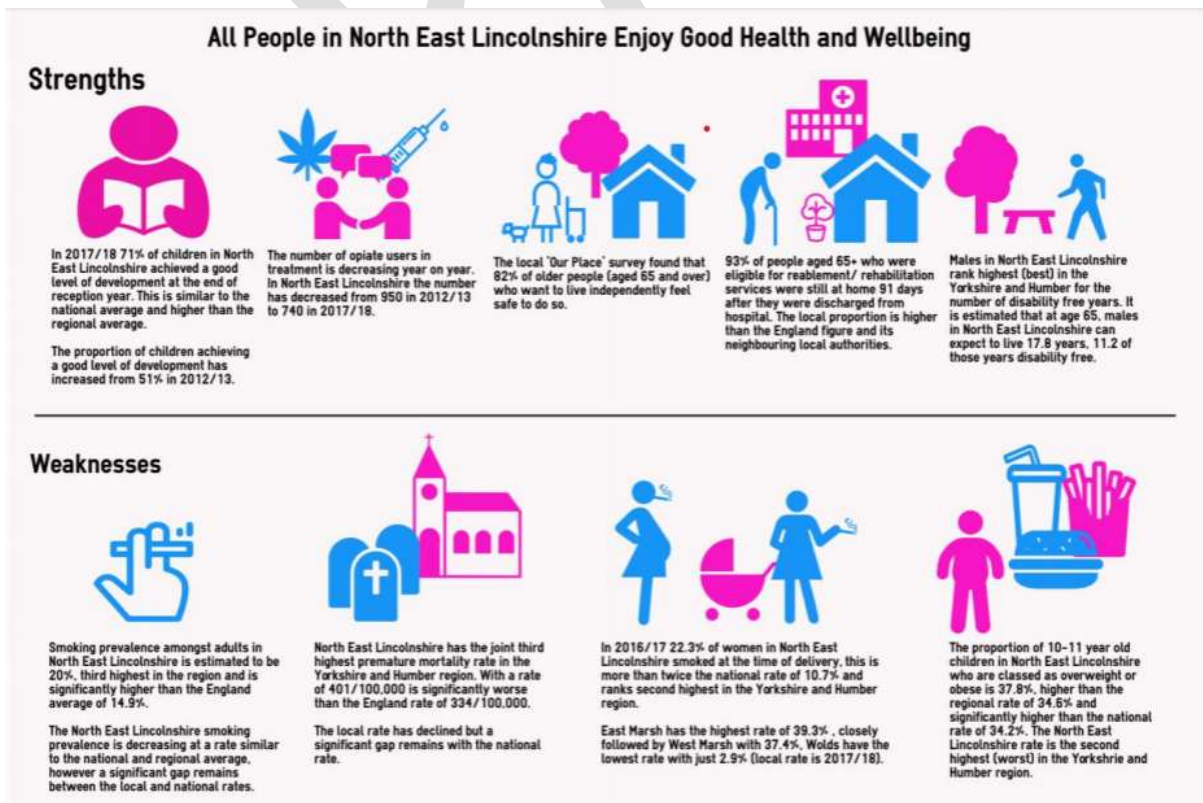 All People in North East Lincolnshire Enjoy Good Health and Wellbeing
Strengths
In 2017/18 71% of children in North
East Lincolnshire achieved a good
level of development at the end of
reception year. This is similar to the
national average and higher than the
regional average.
The proportion of children achieving
a good level of development has
increased from 51% in 2012/13.
The number of opiate users in
treatment is decreasing year on year.
In North East Lincolnshire the number
has decreased from 950 in 2012/13
to 740 in 2017/18.
The local 'Our Place' survey found that
82% of older people (aged 65 and over)
who want to live independently feel
safe to do so.
93% of people aged 65+ who were
eligible for reablement/ rehabilitation
services were still at home 91 days
after they were discharged from
hospital. The local proportion is higher
than the England figure and its
neighbouring local authorities.
Males in North East Lincolnshire
rank highest (best) in the
Yorkshire and Humber for the
number of disability free years. It
is estimated that at age 65, males
in North East Lincolnshire can
expect to live 17.8 years, 11.2 of
those years disability free.
Weaknesses
Smoking prevalence amongst adults in
North East Lincolnshire is estimated to be
20%, third highest in the region and is
significantly higher than the England
average of 14.9%.
The North East Lincolnshire smoking
prevalence is decreasing at a rate similar
to the national and regional average,
however a significant gap remains
between the local and national rates.
North East Lincolnshire has the joint third
highest premature mortality rate in the
Yorkshire and Humber region. With a rate
of 401/100,000 is significantly worse
than the England rate of 334/100,000.
The local rate has declined but a
significant gap remains with the national
rate.
In 2016/17 22.3% of women in North East
Lincolnshire smoked at the time of delivery, this is
more than twice the national rate of 10.7% and
ranks second highest in the Yorkshire and Humber
region.
East Marsh has the highest rate of 39.3% , closely
followed by West Marsh with 37.4%, Wolds have the
lowest rate with just 2.9% (local rate is 2017/18).
The proportion of 10-11 year old
children in North East Lincolnshire
who are classed as overweight or
obese is 37.8%, higher than the
regional rate of 34.6% and
significantly higher than the national
rate of 34.2%. The North East
Lincolnshire rate is the second
highest (worst) in the Yorkshrie and
Humber region.